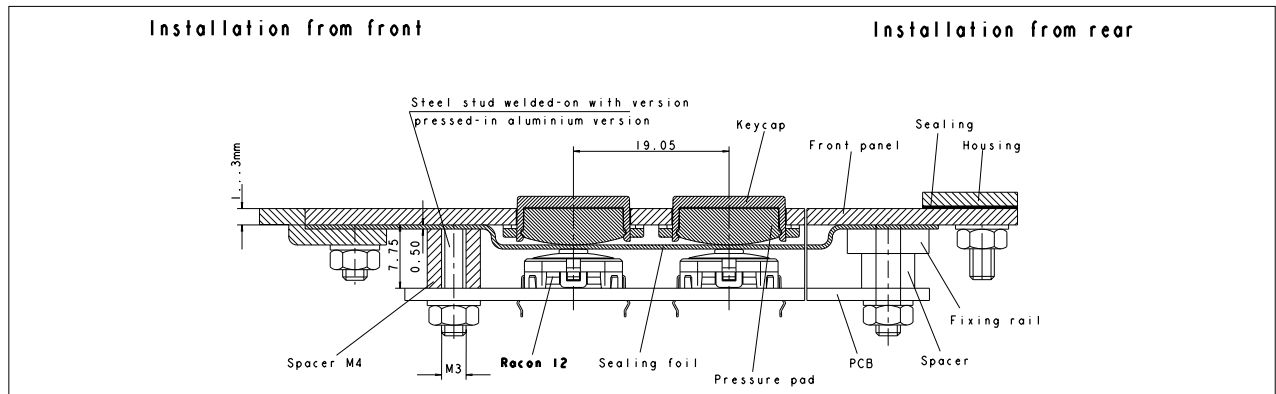 Installation from front
Installation from rear
Steel stud welded-on with version
pressed-in aluminium version
Keycap
Sealing
Front panel
Housing
19.05
1...3mm
7.75
0.50
Fixing rail
Spacer M4
M3
Racon 12
Sealing foil
Pressure pad
PCB
Spacer